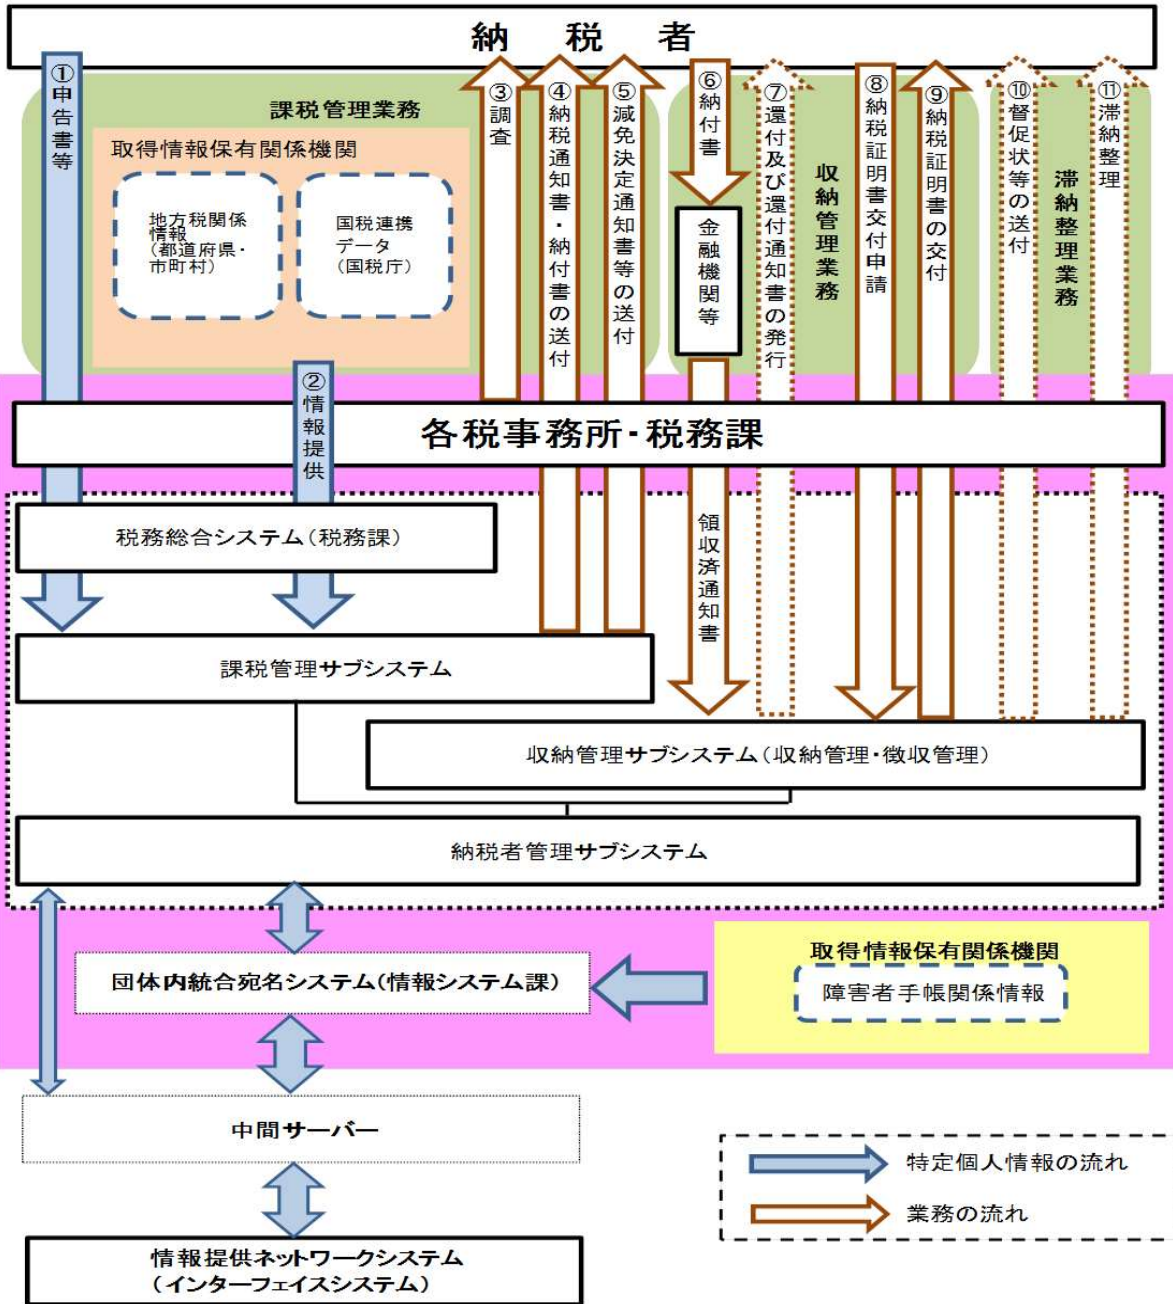 納　税　者
①申告書等
課税管理業務
取得情報保有関係機関
地方税関係
情報
（都道府県・
市町村）
国税連携
データ
（国税庁）
②情報提供
③調査
④納税通知書・納付書の送付
⑤減免決定通知書等の送付
⑥納付書
金融機関等
⑦還付及び還付通知書の発行
収納管理業務
⑧納税証明書交付申請
⑨納税証明書の交付
⑩督促状等の送付
滞納整理業務
⑪滞納整理
各税事務所・税務課
税務総合システム（税務課）
領収済通知書
課税管理サブシステム
収納管理サブシステム（収納管理・徴収管理）
納税者管理サブシステム
団体内統合宛名システム（情報システム課）
取得情報保有関係機関
障害者手帳関係情報
中間サーバー
特定個人情報の流れ
業務の流れ
情報提供ネットワークシステム
（インターフェイスシステム）